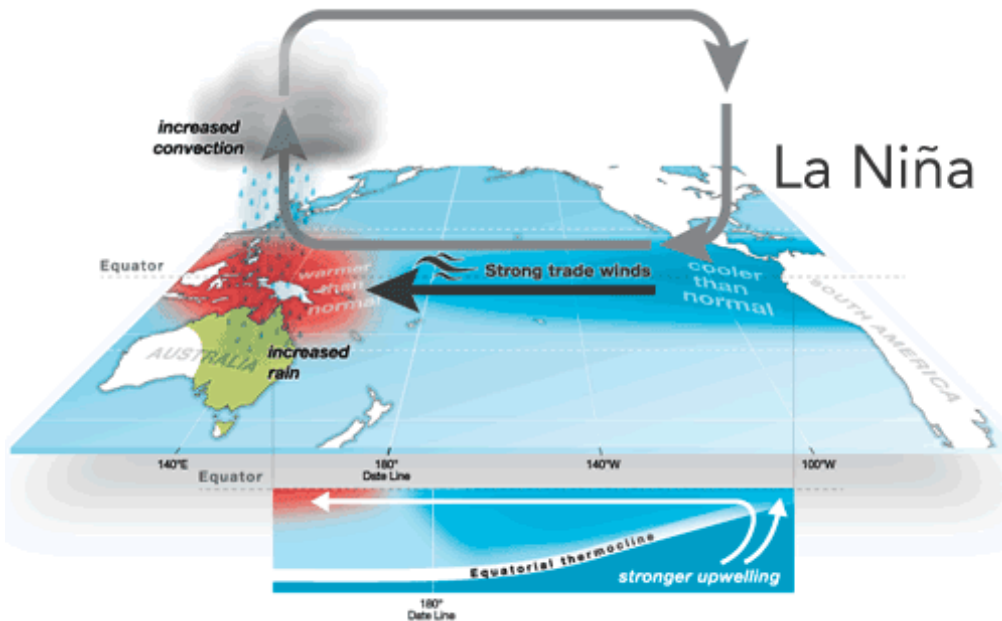 increased
convection
La Niña
Equator
warmer
than
normal
Strong trade winds
cooler
than
normal
SOUTH AMERICA
AUSTRALIA
increased
rain
140°E
180°
Date Line
140°W
100°W
Equator
Equatorial thermocline
stronger upwelling
180°
Date Line